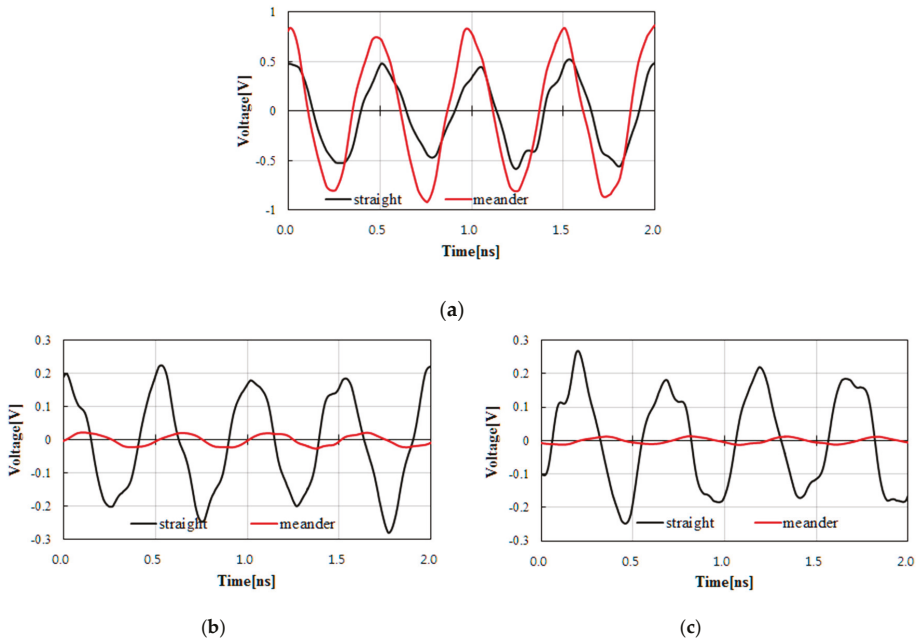 1
0.5
0
-0.5
-1
Voltage[V]
straight meander
0.0 0.5 1.0 1.5 2.0
Time[ns]
(a)
0.3
0.2
0.1
0
-0.1
-0.2
-0.3
Voltage[V]
straight meander
0.0 0.5 1.0 1.5 2.0
Time[ns]
(b)
0.3
0.2
0.1
0
-0.1
-0.2
-0.3
Voltage[V]
straight meander
0.0 0.5 1.0 1.5 2.0
Time[ns]
(c)